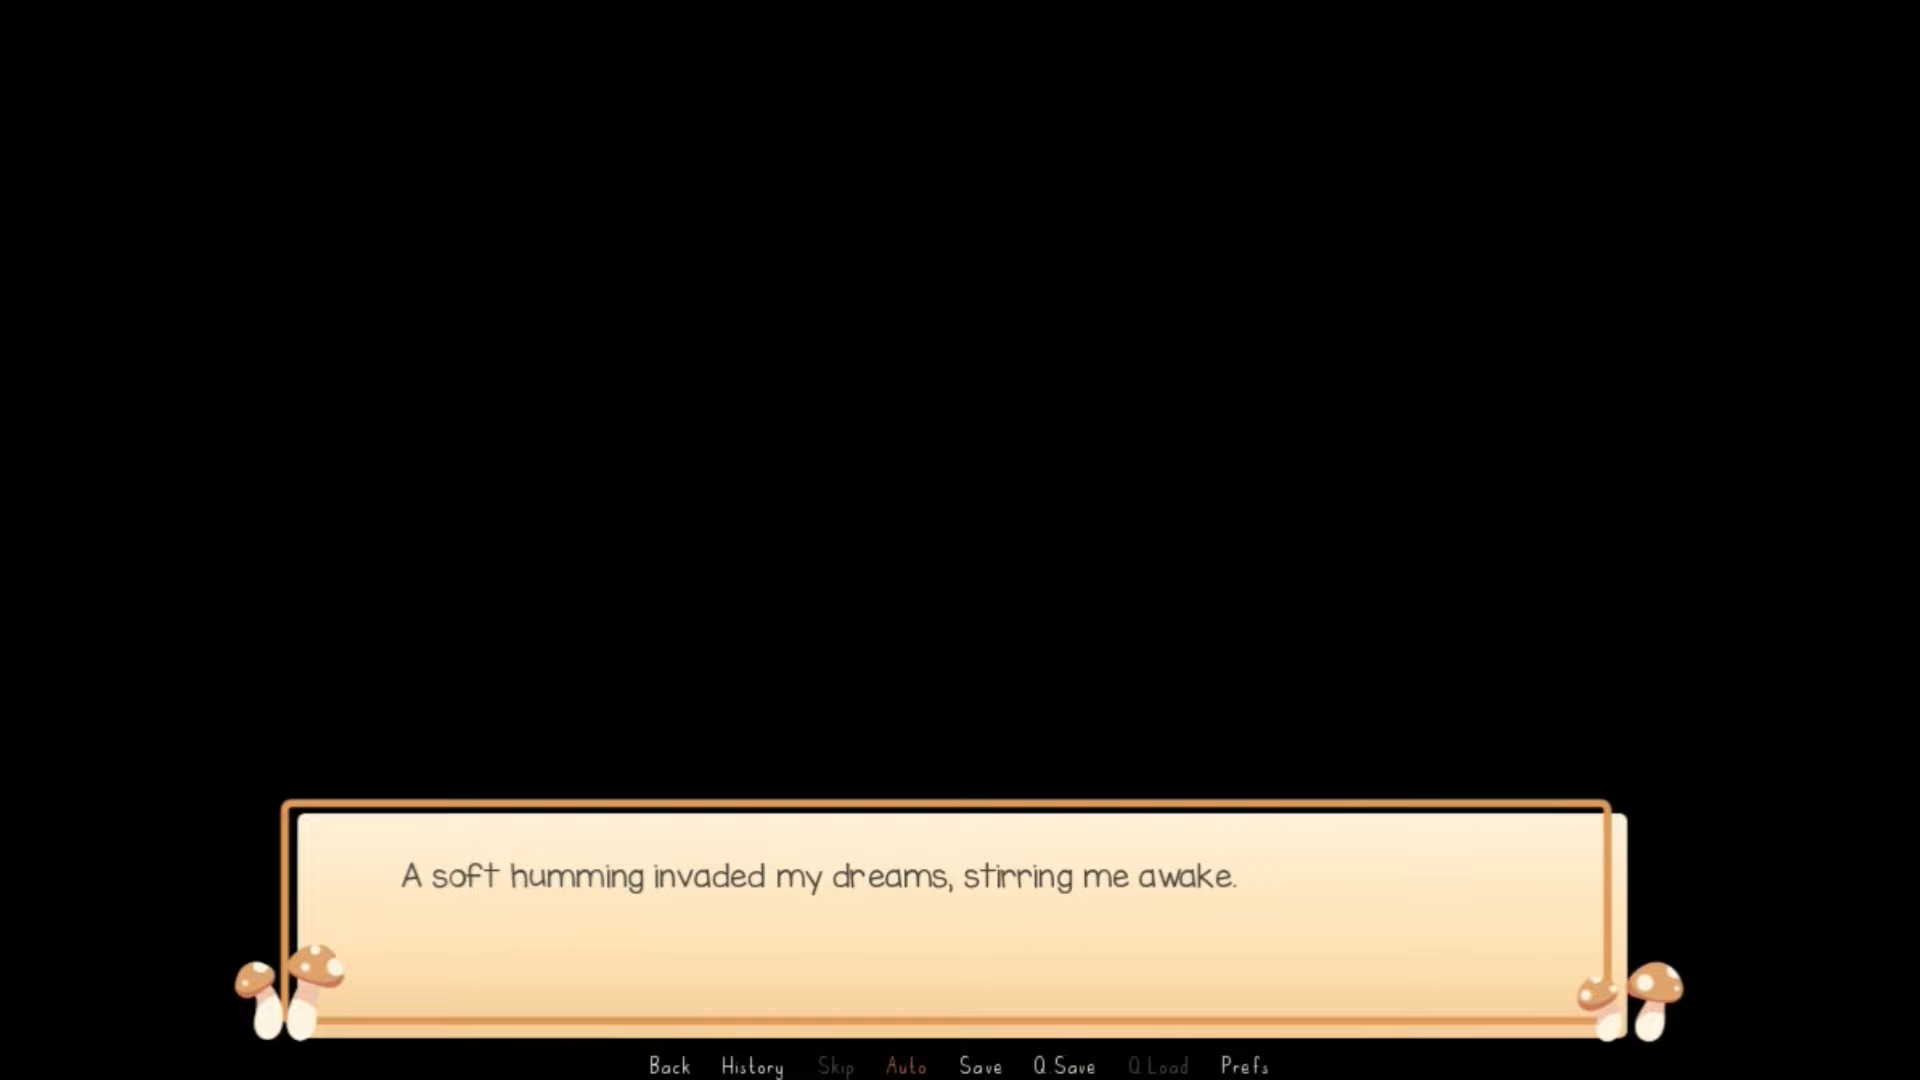 A soft humming invaded my dreams, stirring me awake.
Back History Skip Auto Save Q.Save Q.Load Prefs